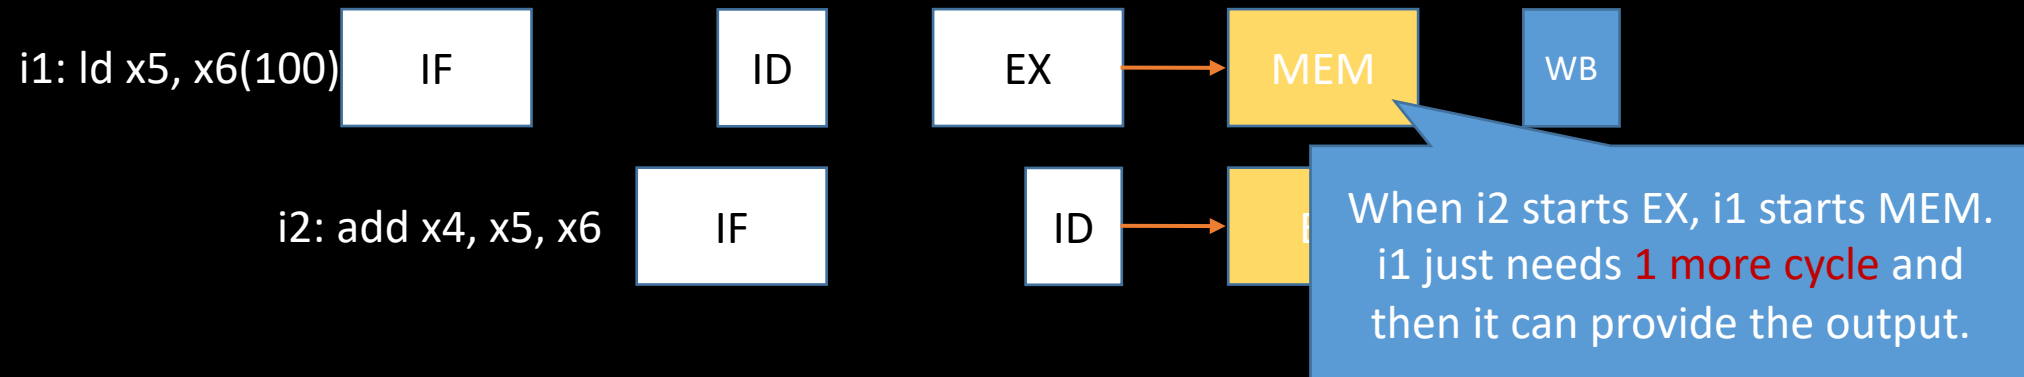 i1: ld x5, x6(100) IF ID EX MEM WB
i2: add x4, x5, x6 IF ID
When i2 starts EX, i1 starts MEM.
i1 just needs 1 more cycle and
then it can provide the output.